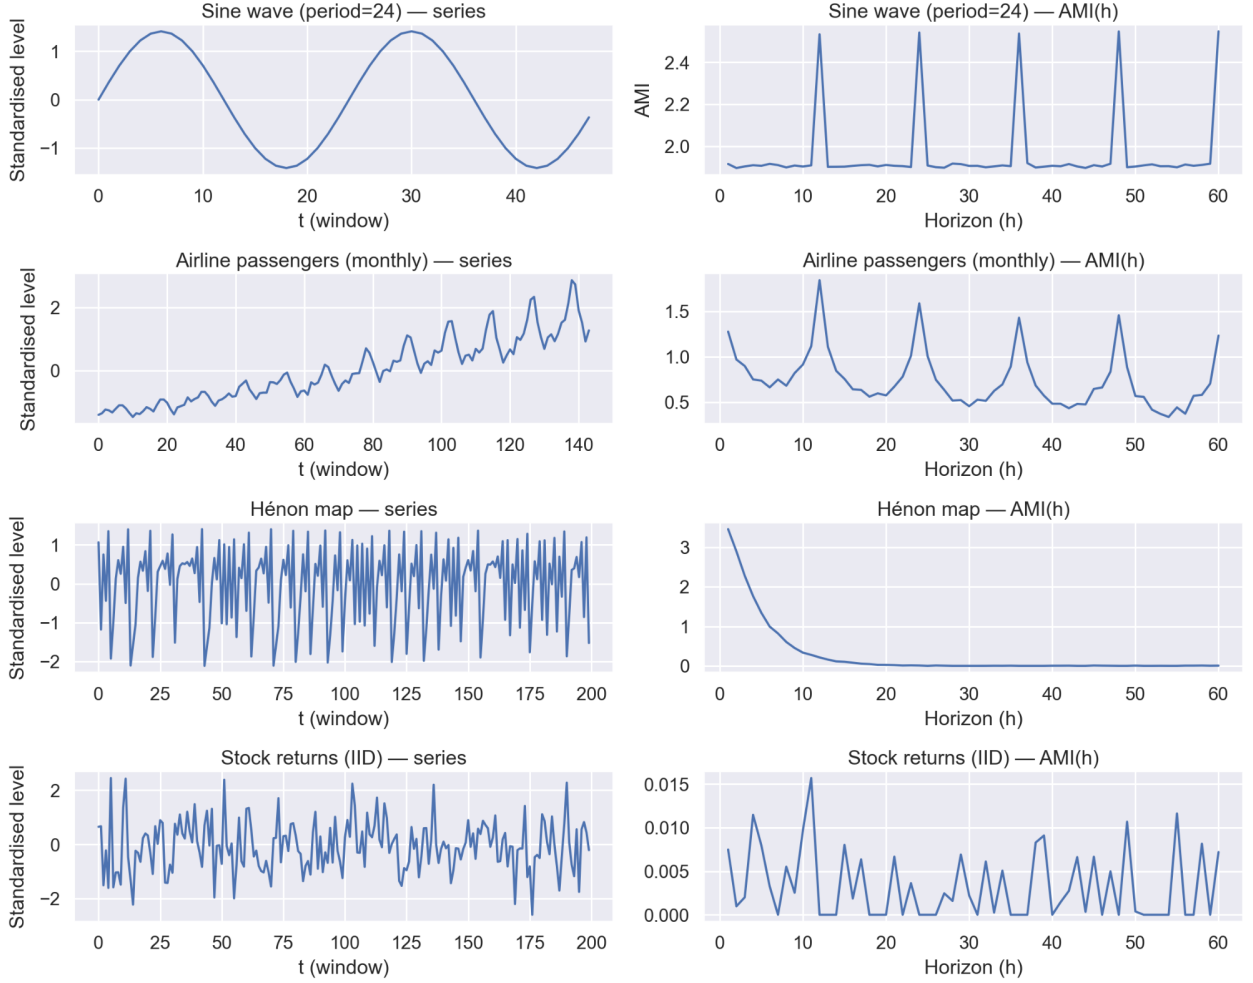 Sine wave (period=24) — series
Standardised level
1
0
−1
0 10 20 30 40
t (window)
Sine wave (period=24) — AMI(h)
AMI
2.4
2.2
2.0
0 10 20 30 40 50 60
Horizon (h)
Airline passengers (monthly) — series
Standardised level
2
0
0 20 40 60 80 100 120 140
t (window)
Airline passengers (monthly) — AMI(h)
1.5
1.0
0.5
0 10 20 30 40 50 60
Horizon (h)
Hénon map — series
Standardised level
1
0
−1
−2
0 25 50 75 100 125 150 175 200
t (window)
Hénon map — AMI(h)
3
2
1
0
0 10 20 30 40 50 60
Horizon (h)
Stock returns (IID) — series
Standardised level
2
0
−2
0 25 50 75 100 125 150 175 200
t (window)
Stock returns (IID) — AMI(h)
0.015
0.010
0.005
0.000
0 10 20 30 40 50 60
Horizon (h)